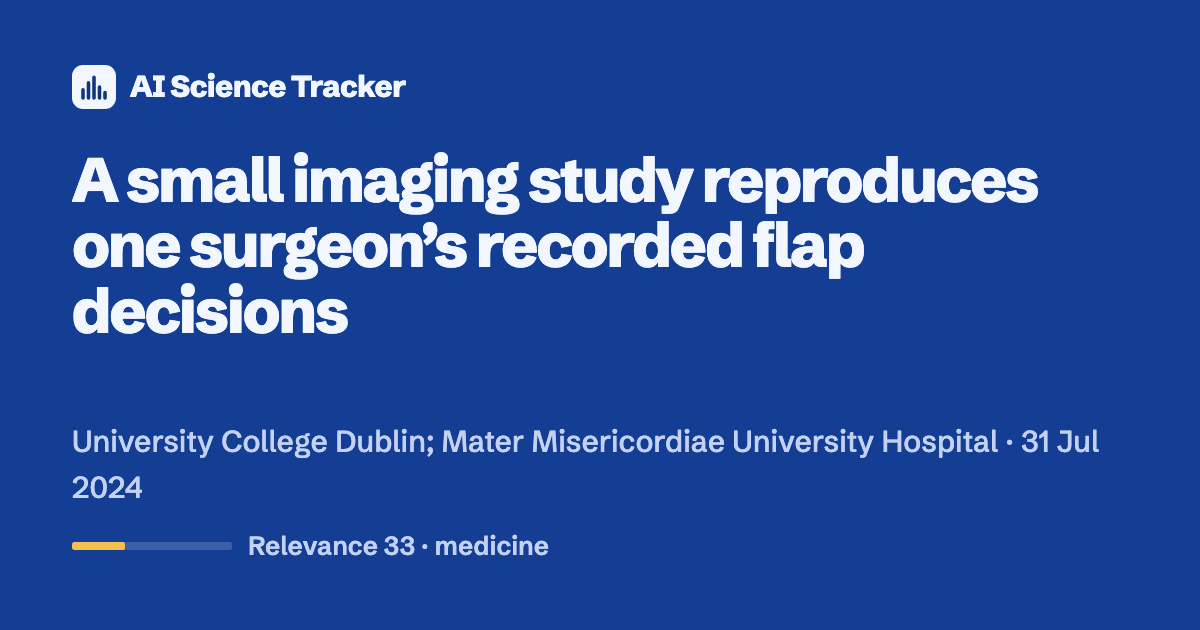 AI Science Tracker
A small imaging study reproduces
one surgeon’s recorded flap
decisions
University College Dublin; Mater Misericordiae University Hospital · 31 Jul
2024
Relevance 33 · medicine